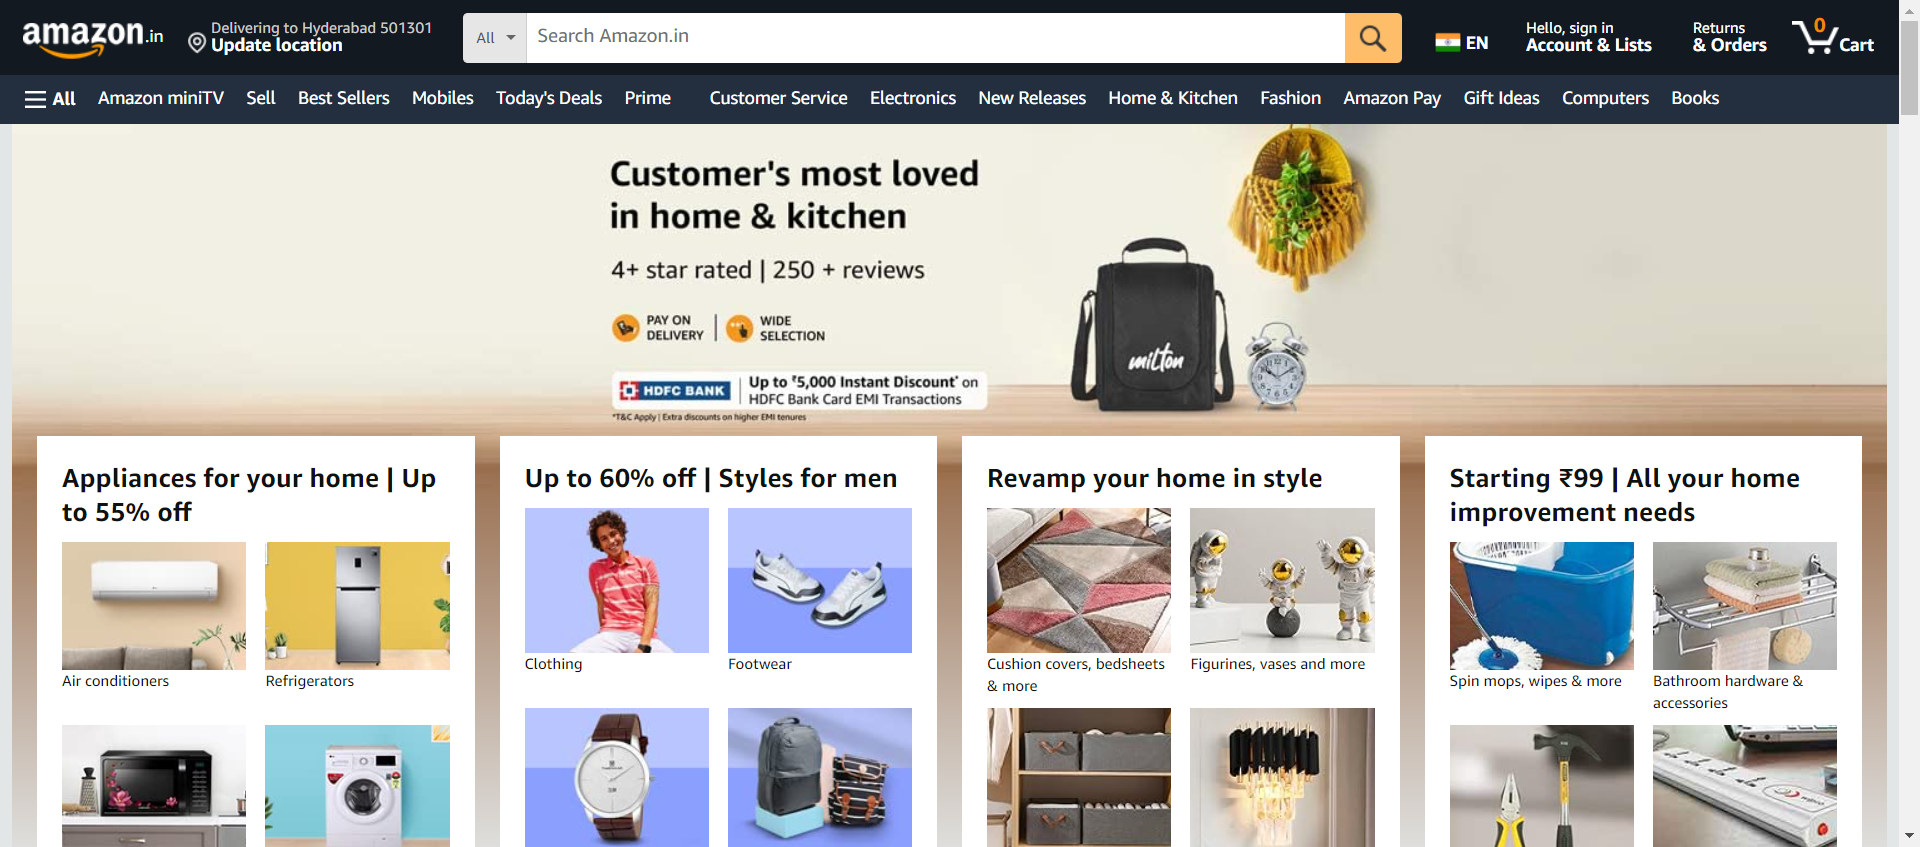 amazon.in
Delivering to Hyderabad 501301
Update location
All
Search Amazon.in
EN
Hello, sign in
Account & Lists
Returns
& Orders
0
Cart
All
Amazon miniTV
Sell
Best Sellers
Mobiles
Today's Deals
Prime
Customer Service
Electronics
New Releases
Home & Kitchen
Fashion
Amazon Pay
Gift Ideas
Computers
Books
Customer's most loved
in home & kitchen
4+ star rated | 250 + reviews
PAY ON
DELIVERY
WIDE
SELECTION
HDFC BANK
Up to ₹5,000 Instant Discount* on
HDFC Bank Card EMI Transactions
*T&C Apply | Extra discounts on higher EMI tenures
milton
Appliances for your home | Up
to 55% off
Air conditioners
Refrigerators
Up to 60% off | Styles for men
Clothing
Footwear
Revamp your home in style
Cushion covers, bedsheets
& more
Figurines, vases and more
Starting ₹99 | All your home
improvement needs
Spin mops, wipes & more
Bathroom hardware &
accessories